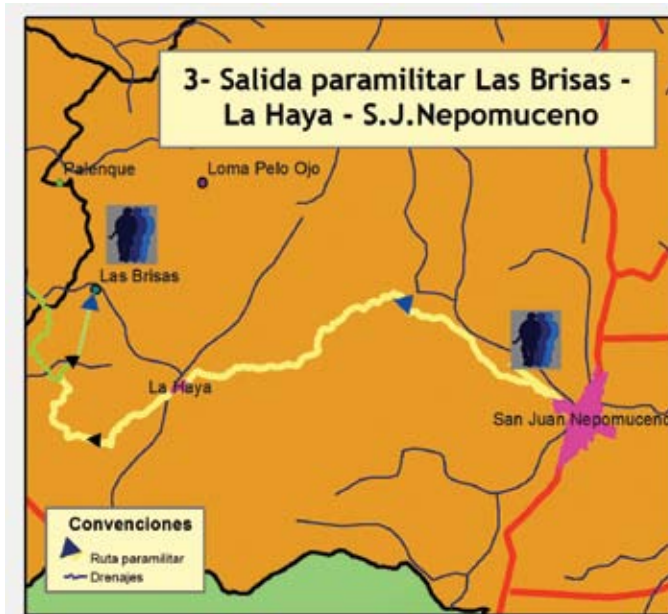 3- Salida paramilitar Las Brisas -
La Haya - S.J.Nepomuceno
Palenque
Loma Pelo Ojo
Las Brisas
La Haya
San Juan Nepomuceno
Convenciones
Ruta paramilitar
Drenajes